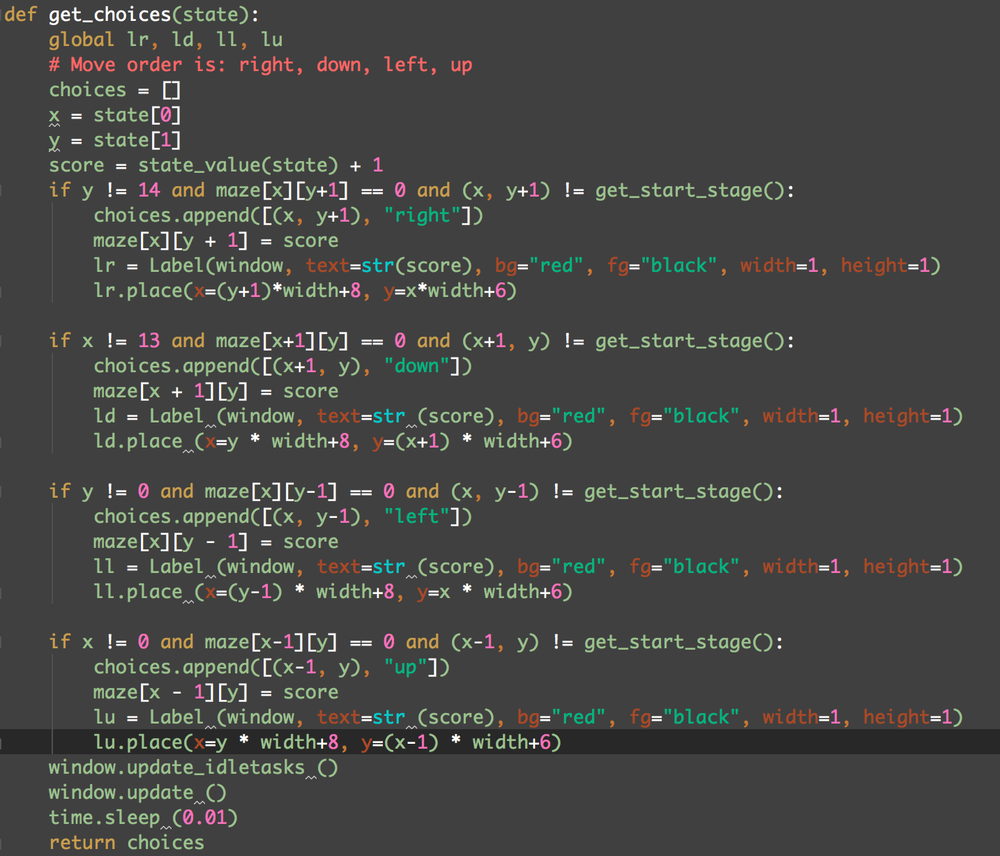 def get_choices(state):
    global lr, ld, ll, lu
    # Move order is: right, down, left, up
    choices = []
    x = state[0]
    y = state[1]
    score = state_value(state) + 1
    if y != 14 and maze[x][y+1] == 0 and (x, y+1) != get_start_stage():
        choices.append([(x, y+1), "right"])
        maze[x][y + 1] = score
        lr = Label(window, text=str(score), bg="red", fg="black", width=1, height=1)
        lr.place(x=(y+1)*width+8, y=x*width+6)

    if x != 13 and maze[x+1][y] == 0 and (x+1, y) != get_start_stage():
        choices.append([(x+1, y), "down"])
        maze[x + 1][y] = score
        ld = Label (window, text=str (score), bg="red", fg="black", width=1, height=1)
        ld.place (x=y * width+8, y=(x+1) * width+6)

    if y != 0 and maze[x][y-1] == 0 and (x, y-1) != get_start_stage():
        choices.append([(x, y-1), "left"])
        maze[x][y - 1] = score
        ll = Label (window, text=str (score), bg="red", fg="black", width=1, height=1)
        ll.place (x=(y-1) * width+8, y=x * width+6)

    if x != 0 and maze[x-1][y] == 0 and (x-1, y) != get_start_stage():
        choices.append([(x-1, y), "up"])
        maze[x - 1][y] = score
        lu = Label (window, text=str (score), bg="red", fg="black", width=1, height=1)
        lu.place(x=y * width+8, y=(x-1) * width+6)
    window.update_idletasks ()
    window.update ()
    time.sleep (0.01)
    return choices